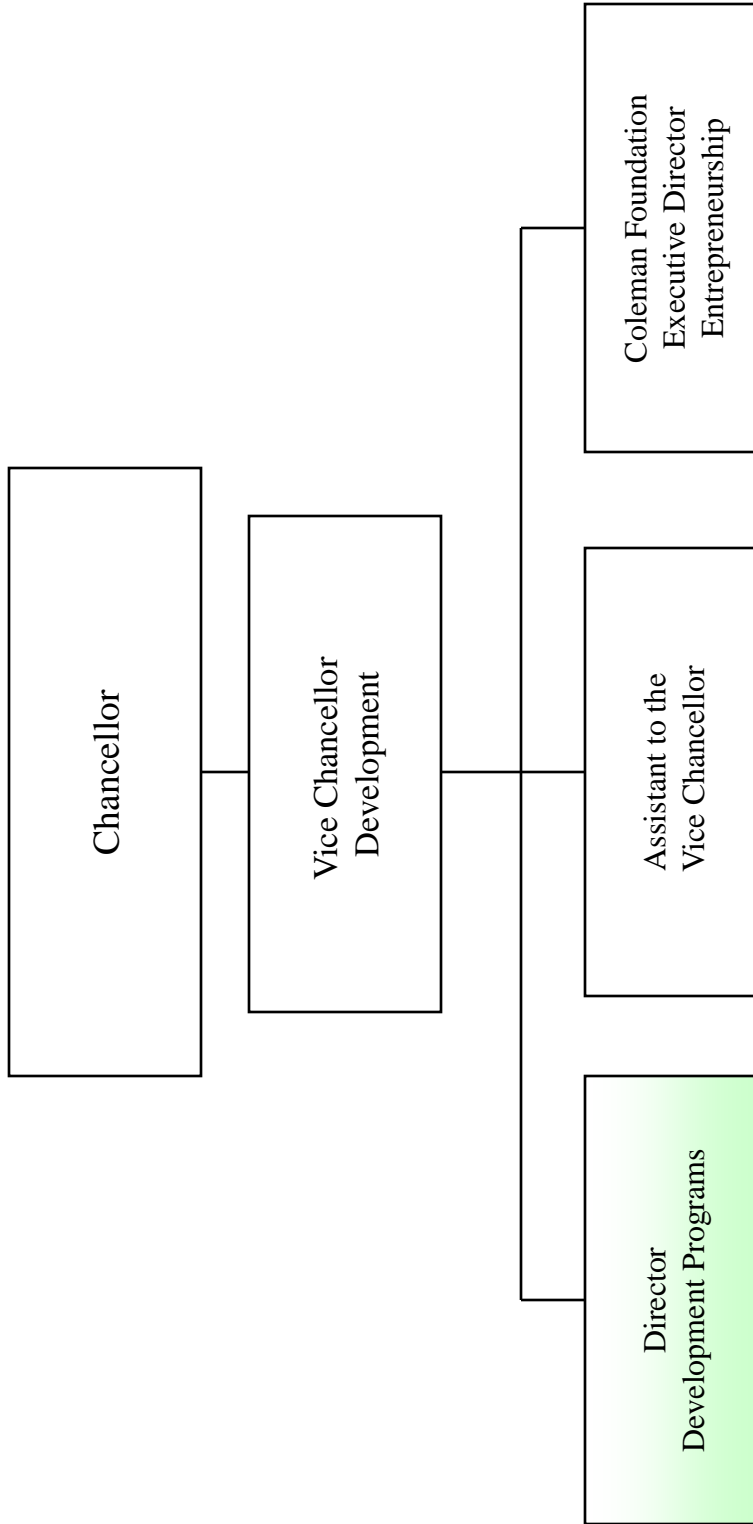 Chancellor
Vice Chancellor
Development
Director
Development Programs
Assistant to the
Vice Chancellor
Coleman Foundation
Executive Director
Entrepreneurship